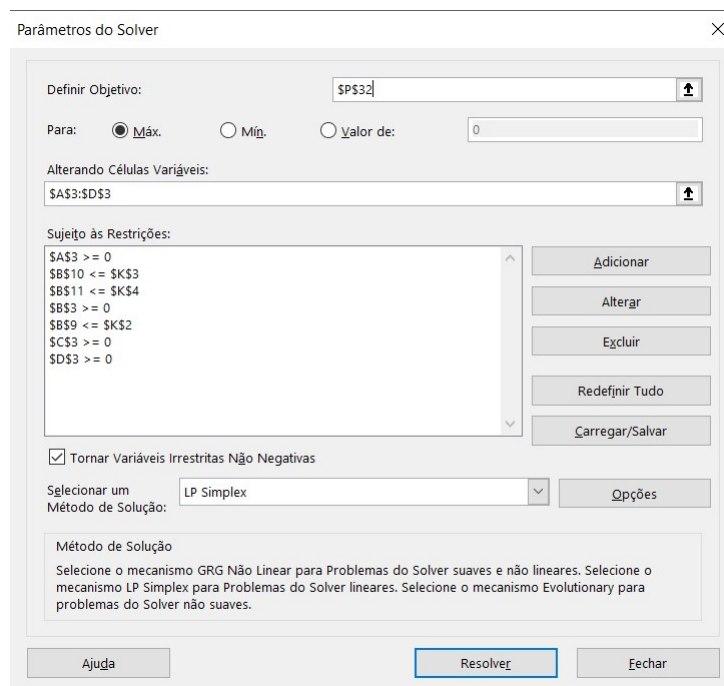 Parâmetros do Solver
Definir Objetivo:
$P$32
Para:
Máx.
Mín.
Valor de:
0
Alterando Células Variáveis:
$A$3:$D$3
Sujeito às Restrições:
$A$3 >= 0
$B$10 <= $K$3
$B$11 <= $K$4
$B$3 >= 0
$B$9 <= $K$2
$C$3 >= 0
$D$3 >= 0
Adicionar
Alterar
Excluir
Redefinir Tudo
Carregar/Salvar
Tornar Variáveis Irrestritas Não Negativas
Selecionar um
Método de Solução:
LP Simplex
Opções
Método de Solução
Selecione o mecanismo GRG Não Linear para Problemas do Solver suaves e não lineares. Selecione o
mecanismo LP Simplex para Problemas do Solver lineares. Selecione o mecanismo Evolutionary para
problemas do Solver não suaves.
Ajuda
Resolver
Fechar